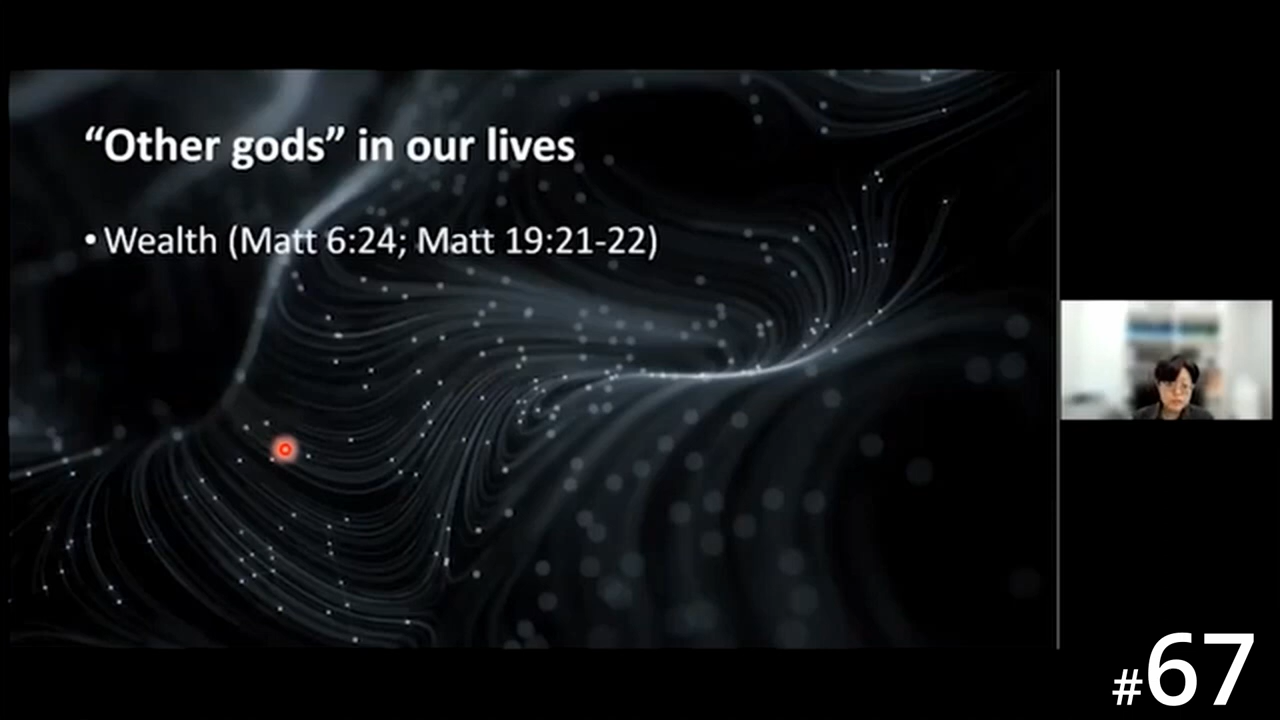 “Other gods” in our lives
• Wealth (Matt 6:24; Matt 19:21-22)
#67